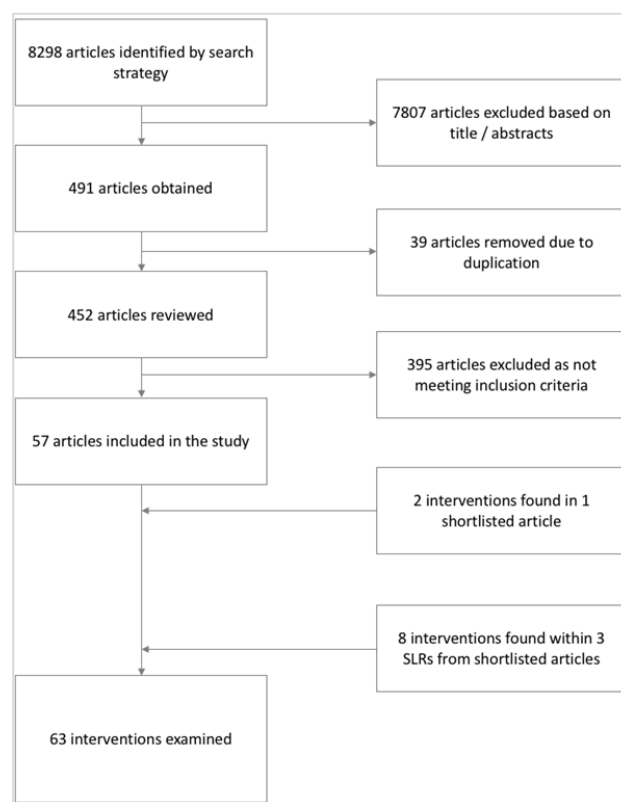 8298 articles identified by search
strategy
7807 articles excluded based on
title / abstracts
491 articles obtained
39 articles removed due to
duplication
452 articles reviewed
395 articles excluded as not
meeting inclusion criteria
57 articles included in the study
2 interventions found in 1
shortlisted article
8 interventions found within 3
SLRs from shortlisted articles
63 interventions examined